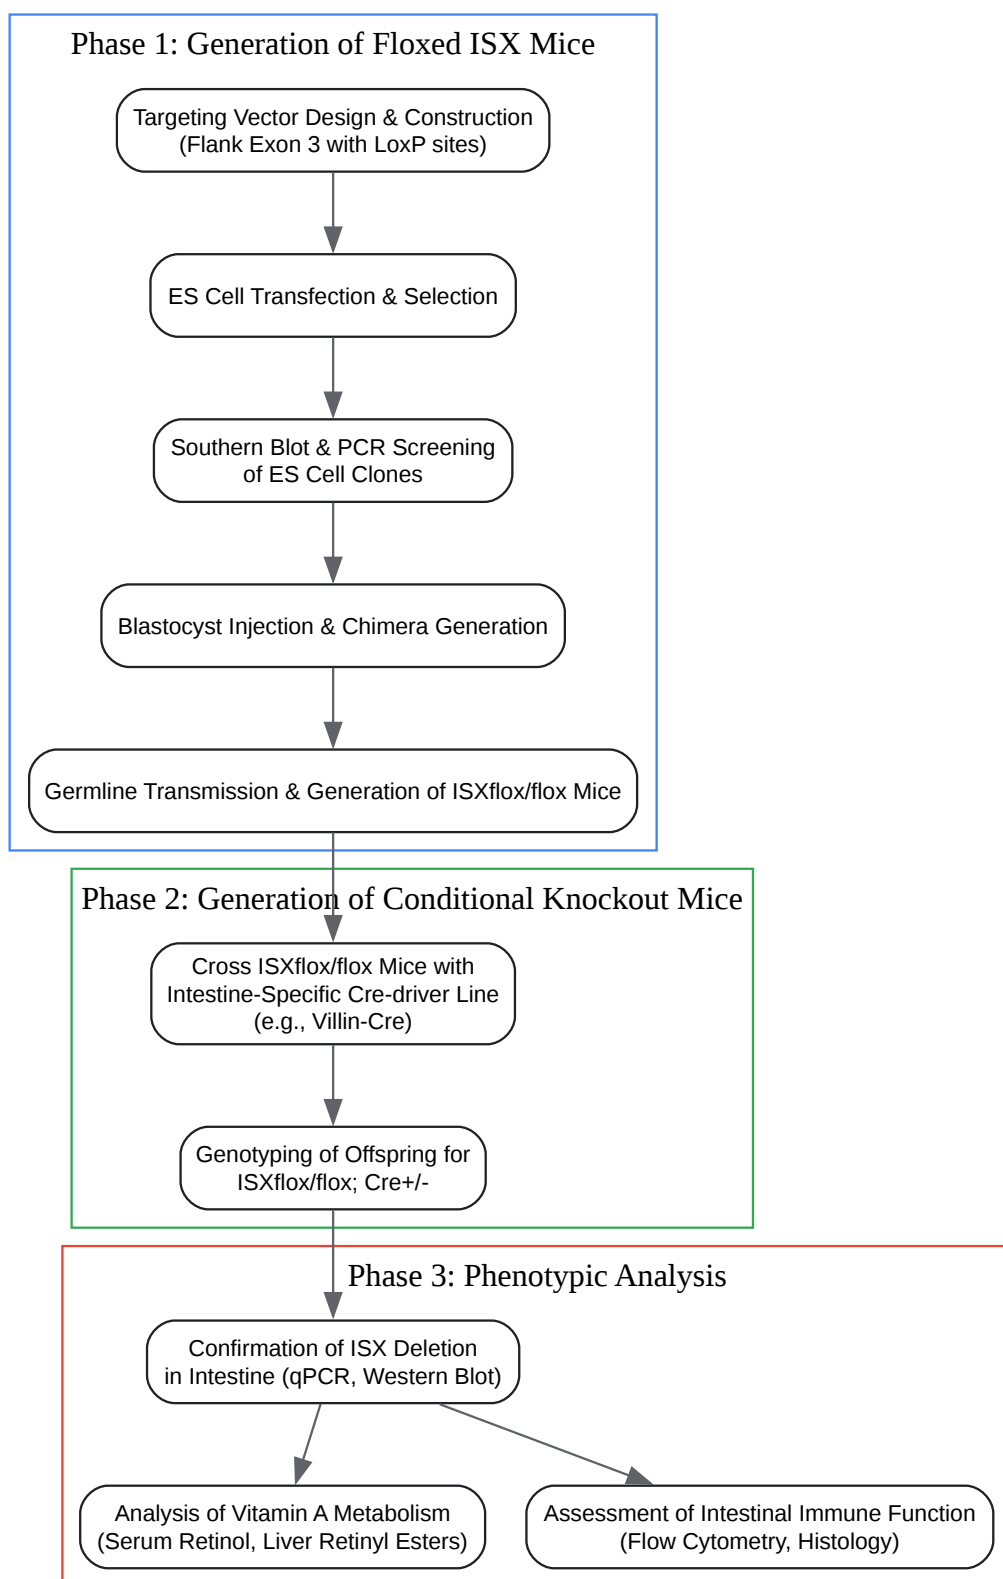 Phase 1: Generation of Floxed ISX Mice
Targeting Vector Design & Construction
(Flank Exon 3 with LoxP sites)
ES Cell Transfection & Selection
Southern Blot & PCR Screening
of ES Cell Clones
Blastocyst Injection & Chimera Generation
Germline Transmission & Generation of ISXflox/flox Mice
Phase 2: Generation of Conditional Knockout Mice
Cross ISXflox/flox Mice with
Intestine-Specific Cre-driver Line
(e.g., Villin-Cre)
Genotyping of Offspring for
ISXflox/flox; Cre+/-
Phase 3: Phenotypic Analysis
Confirmation of ISX Deletion
in Intestine (qPCR, Western Blot)
Analysis of Vitamin A Metabolism
(Serum Retinol, Liver Retinyl Esters)
Assessment of Intestinal Immune Function
(Flow Cytometry, Histology)